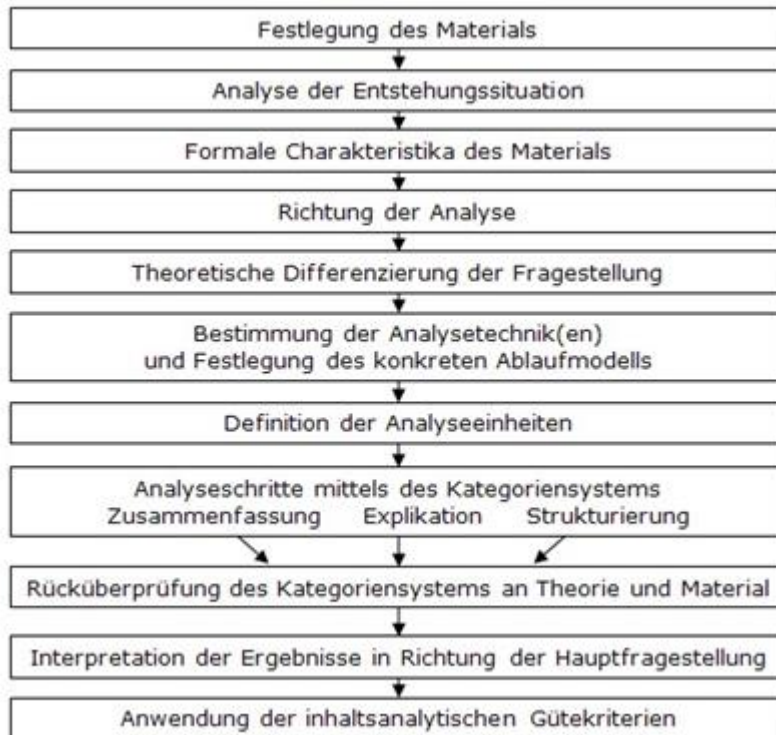 Festlegung des Materials
Analyse der Entstehungssituation
Formale Charakteristika des Materials
Richtung der Analyse
Theoretische Differenzierung der Fragestellung
Bestimmung der Analysetechnik(en)
und Festlegung des konkreten Ablaufmodells
Definition der Analyseeinheiten
Analyseschritte mittels des Kategoriensystems
Zusammenfassung Explikation Strukturierung
Rücküberprüfung des Kategoriensystems an Theorie und Material
Interpretation der Ergebnisse in Richtung der Hauptfragestellung
Anwendung der inhaltsanalytischen Gütekriterien